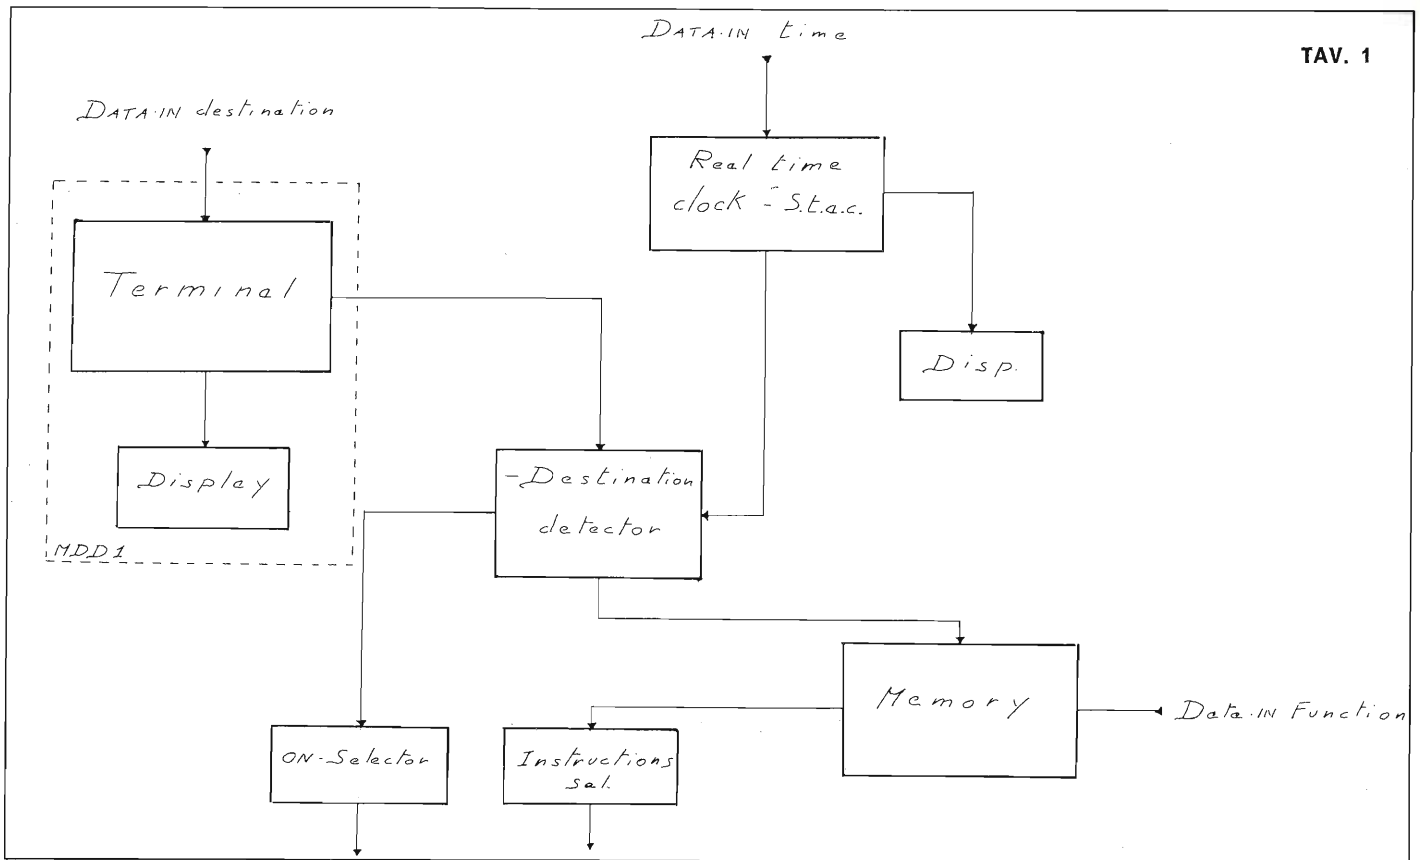 DATA-IN time
TAV. 1
DATA-IN destination
Real time
clock - S.t.a.c.
Terminal
Disp.
Display
- Destination
detector
MDD1
Memory
Data-IN Function
ON-Selector
Instructions
sel.